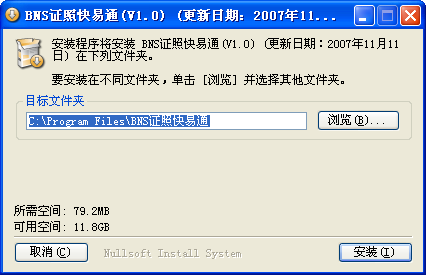 BNS证照快易通(V1.0) (更新日期: 2007年11...
安装程序将安装 BNS证照快易通(V1.0) (更新日期：2007年11月11
日) 在下列文件夹。
要安装在不同文件夹，单击 [浏览] 并选择其他文件夹。
目标文件夹
C:\Program Files\BNS证照快易通
浏览(B)...
所需空间: 79.2MB
可用空间: 11.8GB
取消(C)
Nullsoft Install System
安装(I)